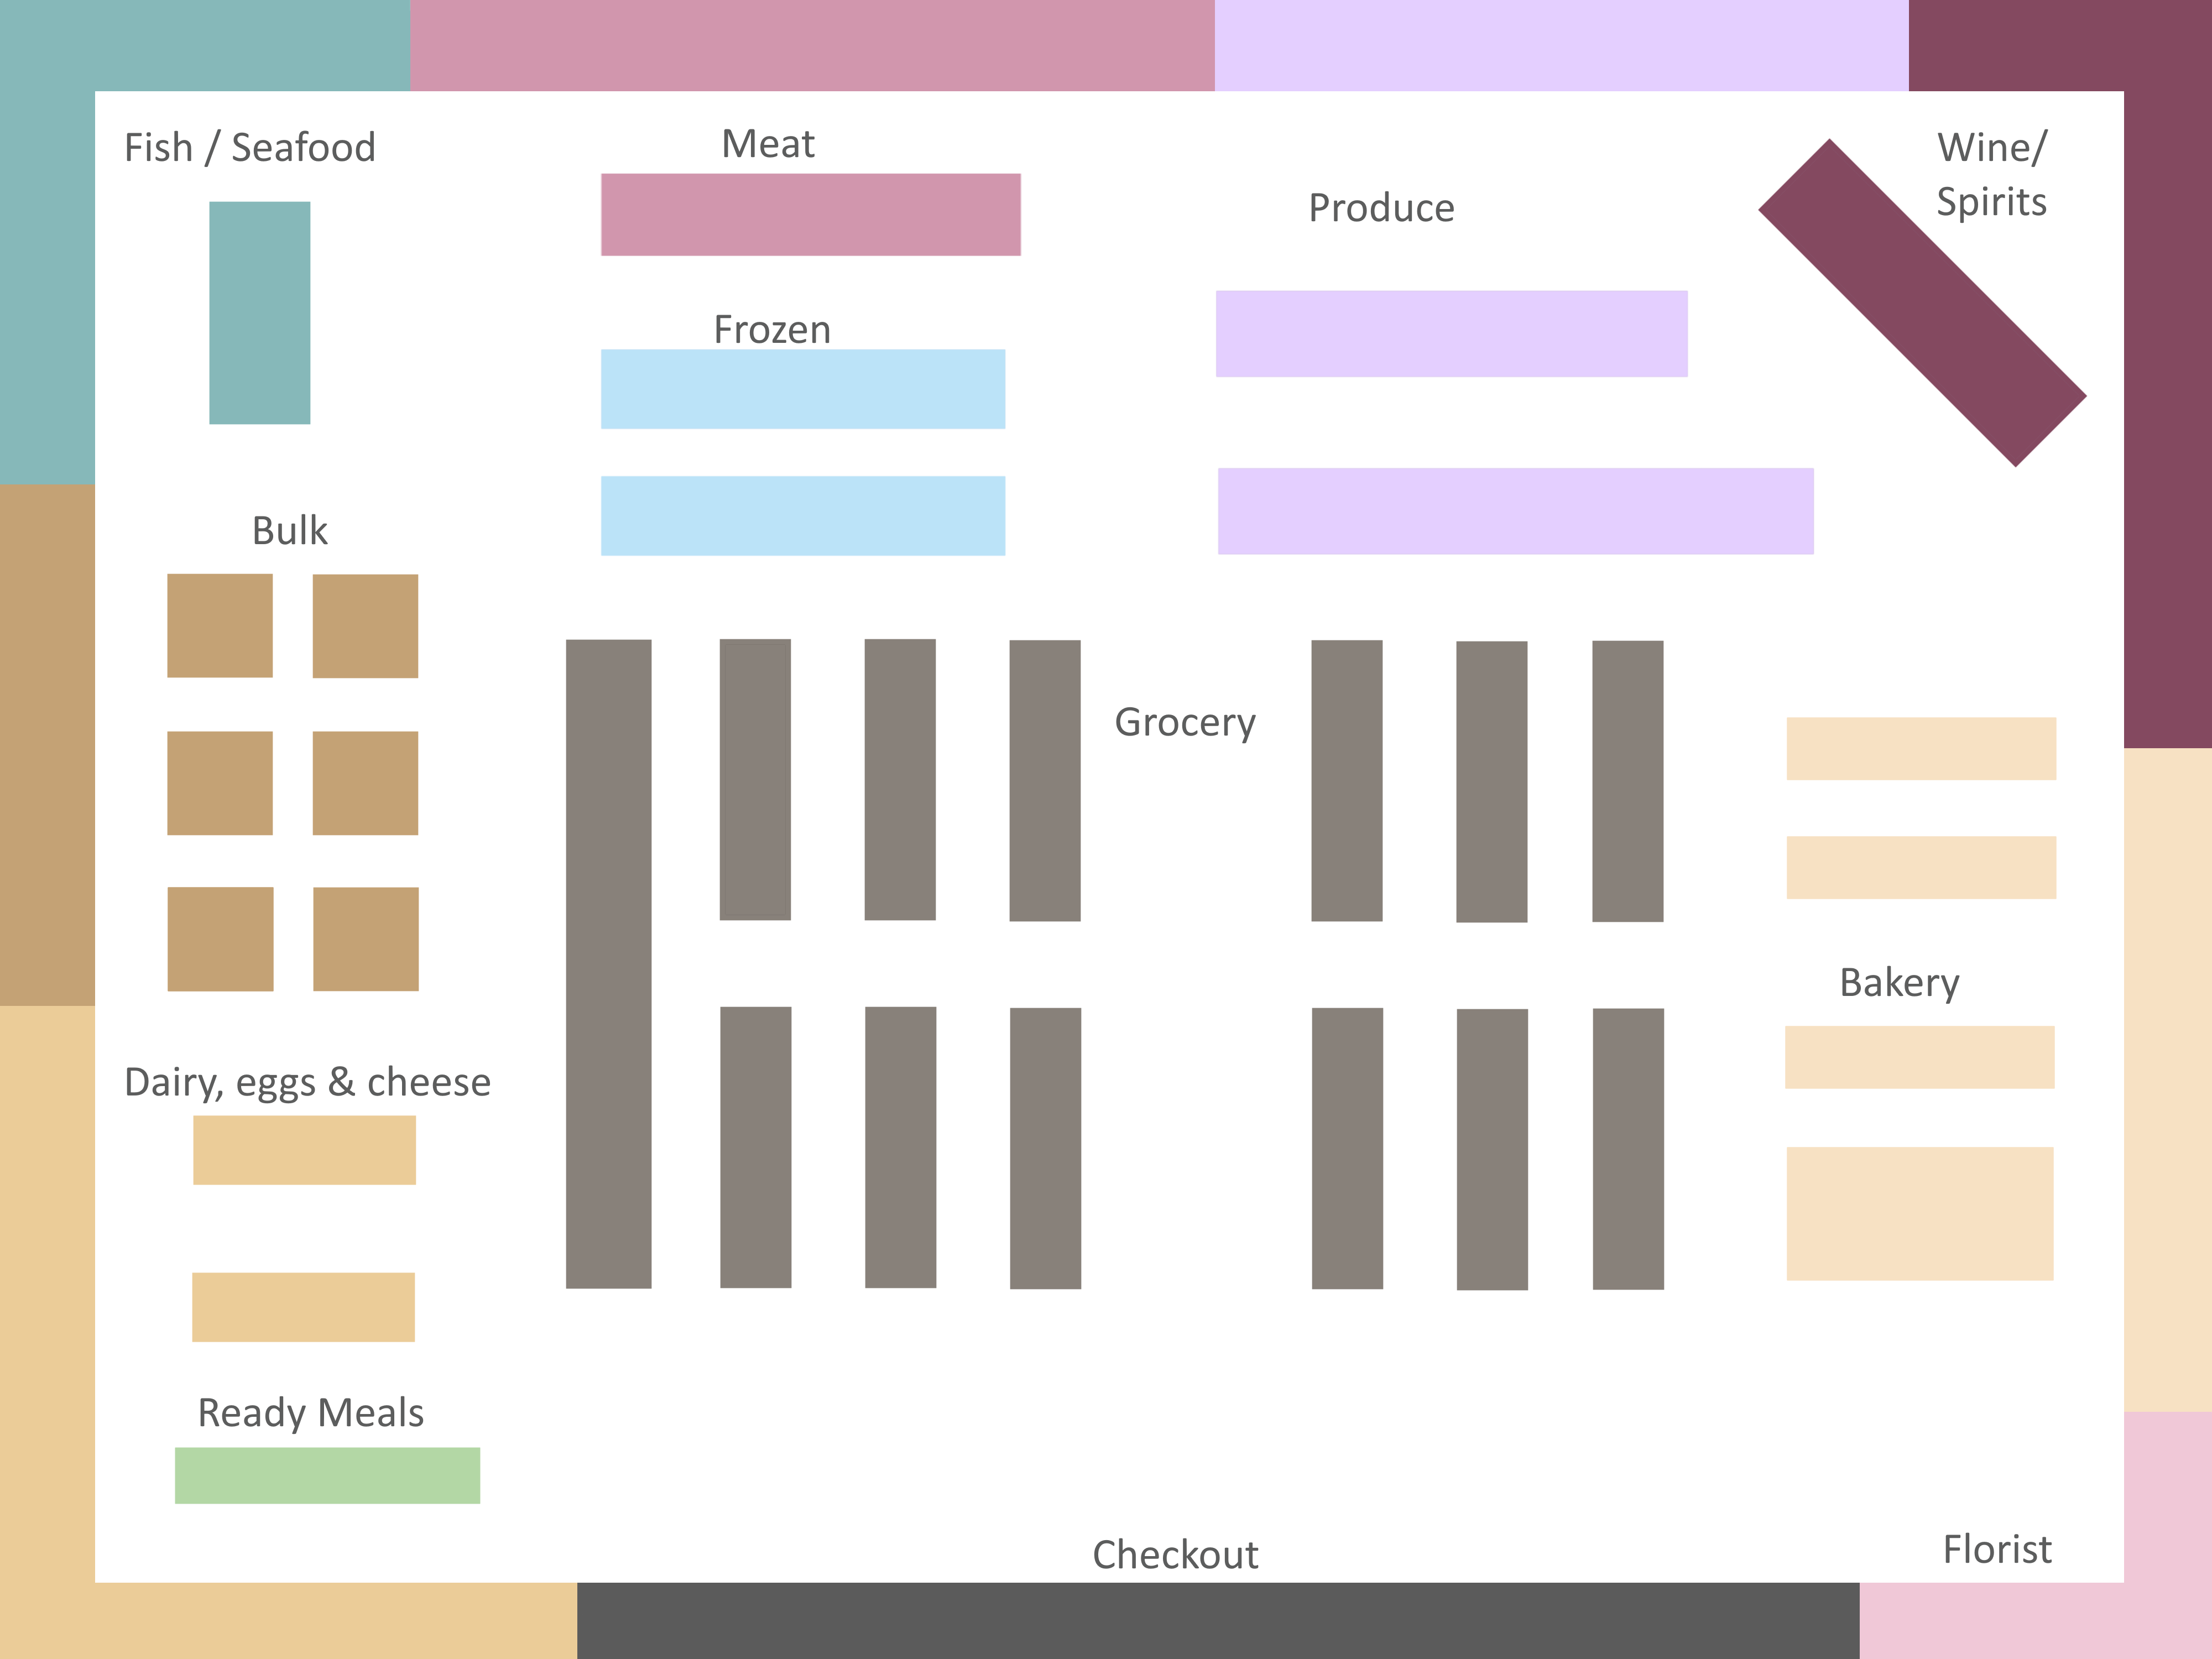 Fish / Seafood
Meat
Wine/
Spirits
Produce
Frozen
Bulk
Grocery
Bakery
Dairy, eggs & cheese
Ready Meals
Checkout
Florist